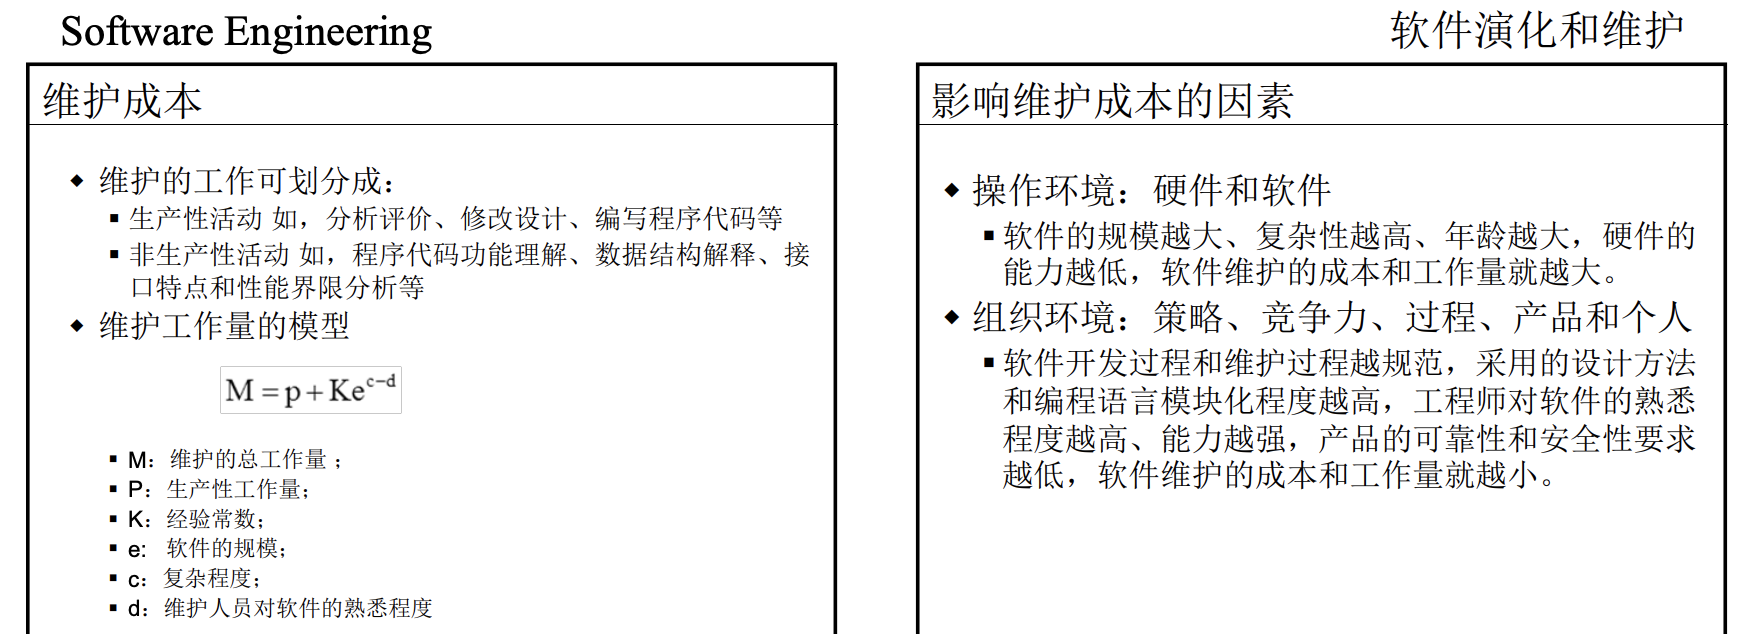 Software Engineering
软件演化和维护
维护成本
维护的工作可划分成：
生产性活动 如，分析评价、修改设计、编写程序代码等
非生产性活动 如，程序代码功能理解、数据结构解释、接
口特点和性能界限分析等
维护工作量的模型
M = p + Ke^{c-d}
M：维护的总工作量；
P：生产性工作量；
K：经验常数；
e： 软件的规模；
c：复杂程度；
d：维护人员对软件的熟悉程度
影响维护成本的因素
操作环境：硬件和软件
软件的规模越大、复杂性越高、年龄越大，硬件的
能力越低，软件维护的成本和工作量就越大。
组织环境：策略、竞争力、过程、产品和个人
软件开发过程和维护过程越规范，采用的设计方法
和编程语言模块化程度越高，工程师对软件的熟悉
程度越高、能力越强，产品的可靠性和安全性要求
越低，软件维护的成本和工作量就越小。